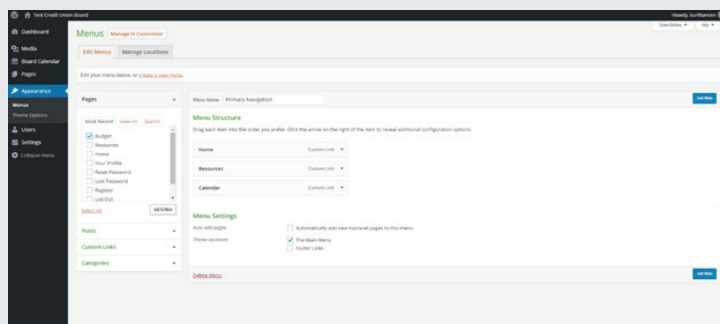 Test Credit Union Board
Howdy, kurthansen
Dashboard
Media
Board Calendar
Pages
Appearance
Menus
Theme Options
Users
Settings
Collapse menu
Screen Options
Help
Menus Manage in Customizer
Edit Menus Manage Locations
Edit your menu below, or create a new menu.
Pages
Most Recent View All Search
Budget
Resources
Home
Your Profile
Reset Password
Lost Password
Register
Log Out
Select All Add to Menu
Posts
Custom Links
Categories
Menu Name Primary Navigation
Save Menu
Menu Structure
Drag each item into the order you prefer. Click the arrow on the right of the item to reveal additional configuration options.
Home Custom Link
Resources Custom Link
Calendar Custom Link
Menu Settings
Auto add pages Automatically add new top-level pages to this menu
Theme locations The Main Menu
Footer Links
Delete Menu
Save Menu